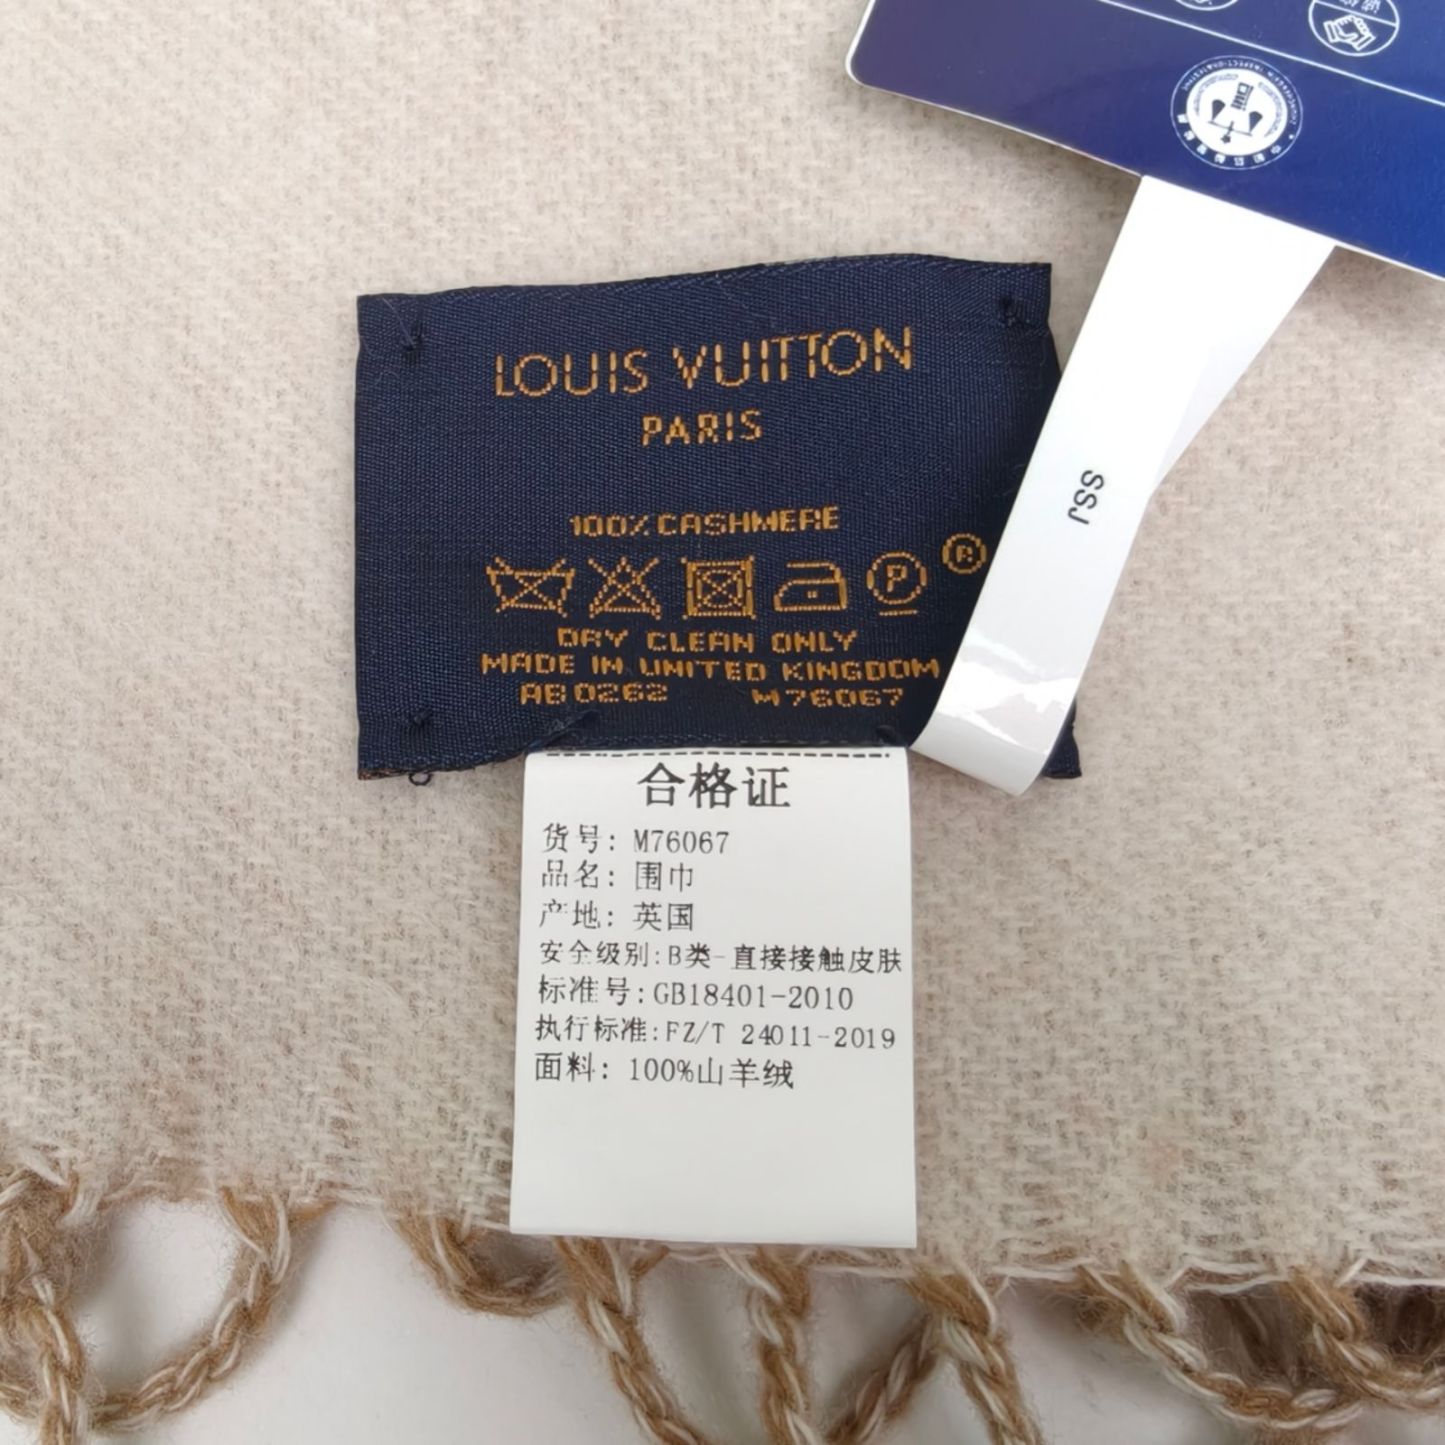 LOUIS VUITTON
PARIS
100% CASHMERE
P
®
DRY CLEAN ONLY
MADE IN UNITED KINGDOM
AB 0262 M76067
SSJ
合格证
货号: M76067
品名: 围巾
产地: 英国
安全级别:B类-直接接触皮肤
标准号:GB18401-2010
执行标准:FZ/T 24011-2019
面料: 100%山羊绒